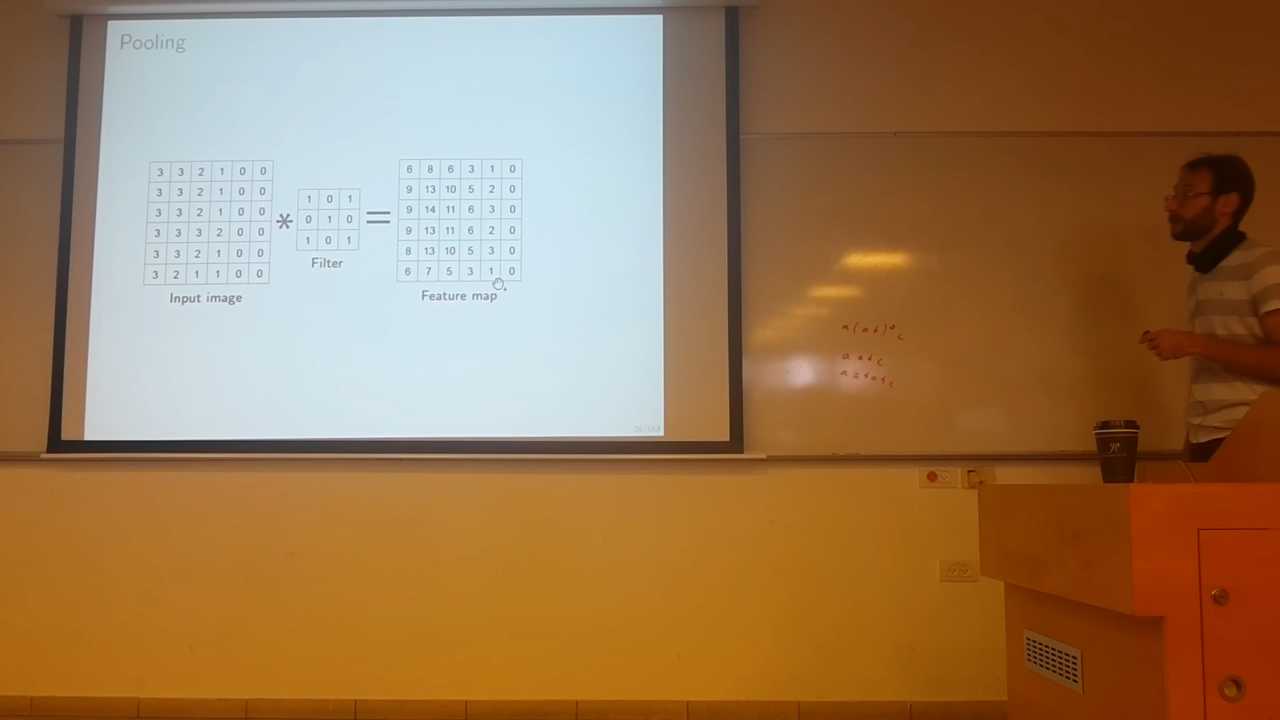 Pooling
3 3 2 1 0 0
3 3 2 1 0 0
3 3 2 1 0 0
3 3 3 2 0 0
3 3 2 1 0 0
3 2 1 1 0 0
Input image
*
1 0 1
0 1 0
1 0 1
Filter
=
6 8 6 3 1 0
9 13 10 5 2 0
9 14 11 6 3 0
9 13 11 6 2 0
8 13 10 5 3 0
6 7 5 3 1 0
Feature map